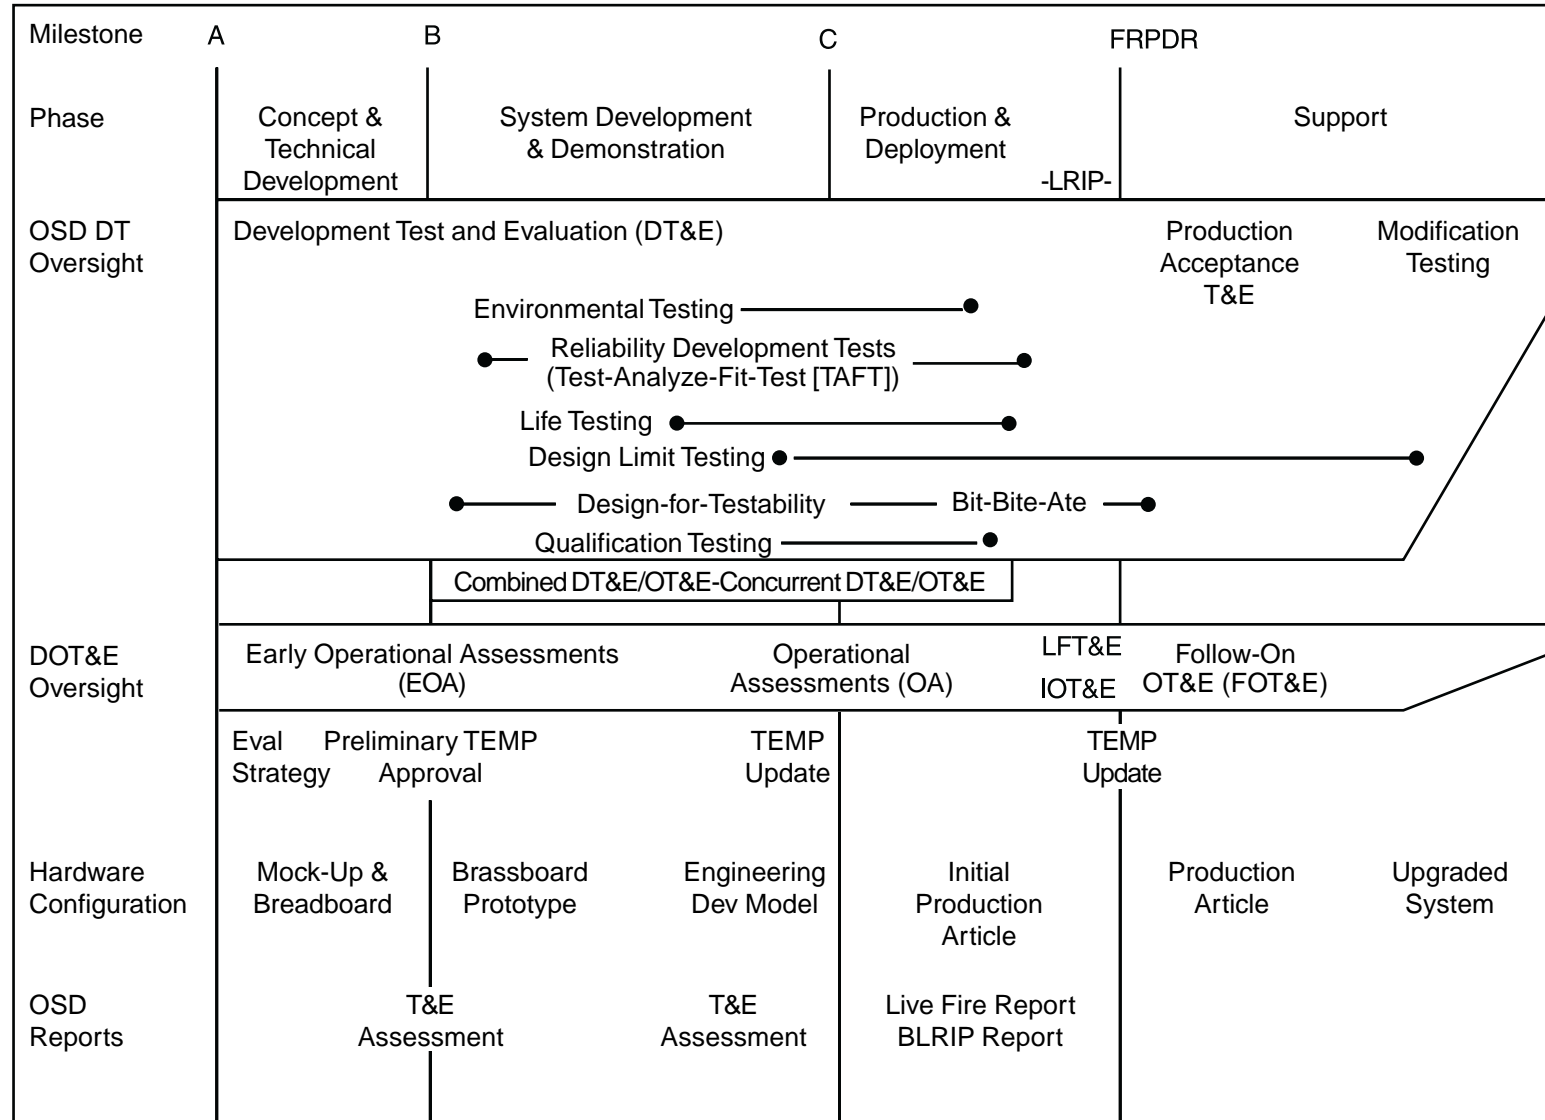 Milestone A B C FRPDR
Phase
Concept &
Technical
Development
System Development
& Demonstration
Production &
Deployment
-LRIP-
Support
OSD DT
Oversight
Development Test and Evaluation (DT&E)
Production
Acceptance
T&E
Modification
Testing
Environmental Testing
Reliability Development Tests
(Test-Analyze-Fit-Test [TAFT])
Life Testing
Design Limit Testing
Design-for-Testability
Bit-Bite-Ate
Qualification Testing
Combined DT&E/OT&E-Concurrent DT&E/OT&E
DOT&E
Oversight
Early Operational Assessments
(EOA)
Operational
Assessments (OA)
LFT&E
IOT&E
Follow-On
OT&E (FOT&E)
Eval
Strategy
Preliminary TEMP
Approval
TEMP
Update
TEMP
Update
Hardware
Configuration
Mock-Up &
Breadboard
Brassboard
Prototype
Engineering
Dev Model
Initial
Production
Article
Production
Article
Upgraded
System
OSD
Reports
T&E
Assessment
T&E
Assessment
Live Fire Report
BLRIP Report